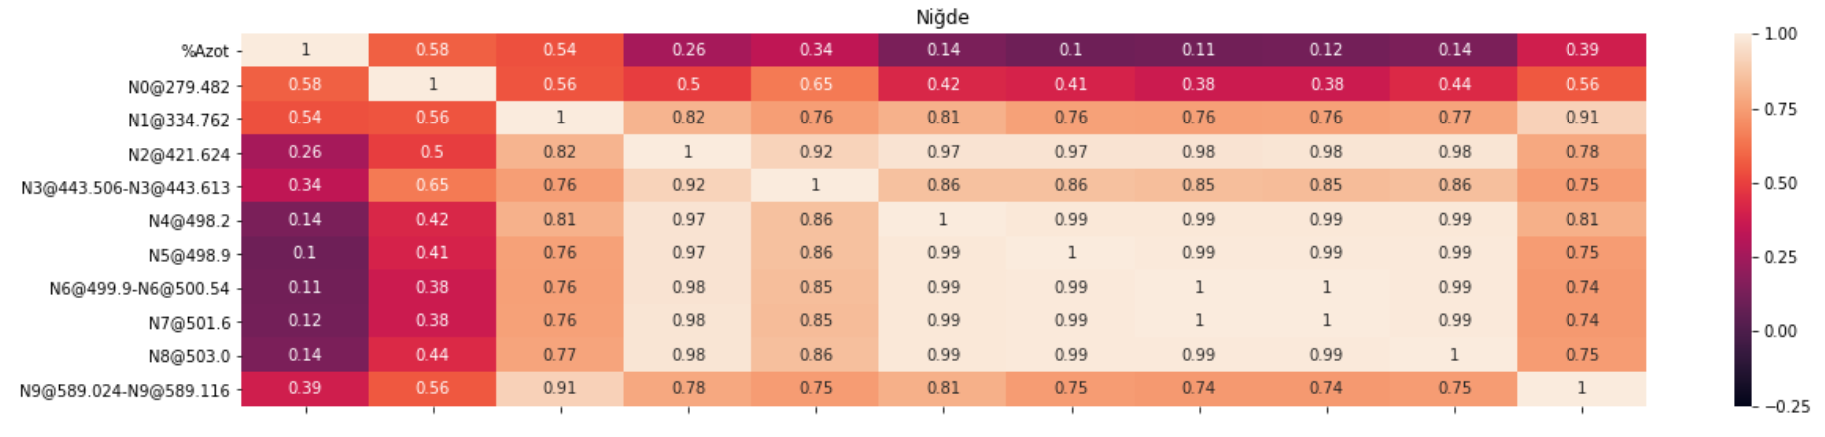 Niğde
%Azot 1 0.58 0.54 0.26 0.34 0.14 0.1 0.11 0.12 0.14 0.39
N0@279.482 0.58 1 0.56 0.5 0.65 0.42 0.41 0.38 0.38 0.44 0.56
N1@334.762 0.54 0.56 1 0.82 0.76 0.81 0.76 0.76 0.76 0.77 0.91
N2@421.624 0.26 0.5 0.82 1 0.92 0.97 0.97 0.98 0.98 0.98 0.78
N3@443.506-N3@443.613 0.34 0.65 0.76 0.92 1 0.86 0.86 0.85 0.85 0.86 0.75
N4@498.2 0.14 0.42 0.81 0.97 0.86 1 0.99 0.99 0.99 0.99 0.81
N5@498.9 0.1 0.41 0.76 0.97 0.86 0.99 1 0.99 0.99 0.99 0.75
N6@499.9-N6@500.54 0.11 0.38 0.76 0.98 0.85 0.99 0.99 1 1 0.99 0.74
N7@501.6 0.12 0.38 0.76 0.98 0.85 0.99 0.99 1 1 0.99 0.74
N8@503.0 0.14 0.44 0.77 0.98 0.86 0.99 0.99 0.99 0.99 1 0.75
N9@589.024-N9@589.116 0.39 0.56 0.91 0.78 0.75 0.81 0.75 0.74 0.74 0.75 1
1.00
0.75
0.50
0.25
0.00
−0.25